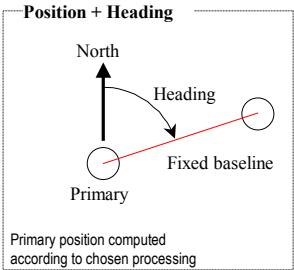 Position + Heading
North
Heading
Fixed baseline
Primary
Primary position computed
according to chosen processing